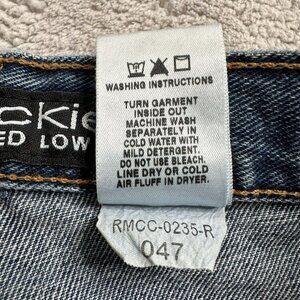 ckie
ED LOW
WASHING INSTRUCTIONS
TURN GARMENT
INSIDE OUT
MACHINE WASH
SEPARATELY IN
COLD WATER WITH
MILD DETERGENT.
DO NOT USE BLEACH.
LINE DRY OR COLD
AIR FLUFF IN DRYER.
RMCC-0235-R
047